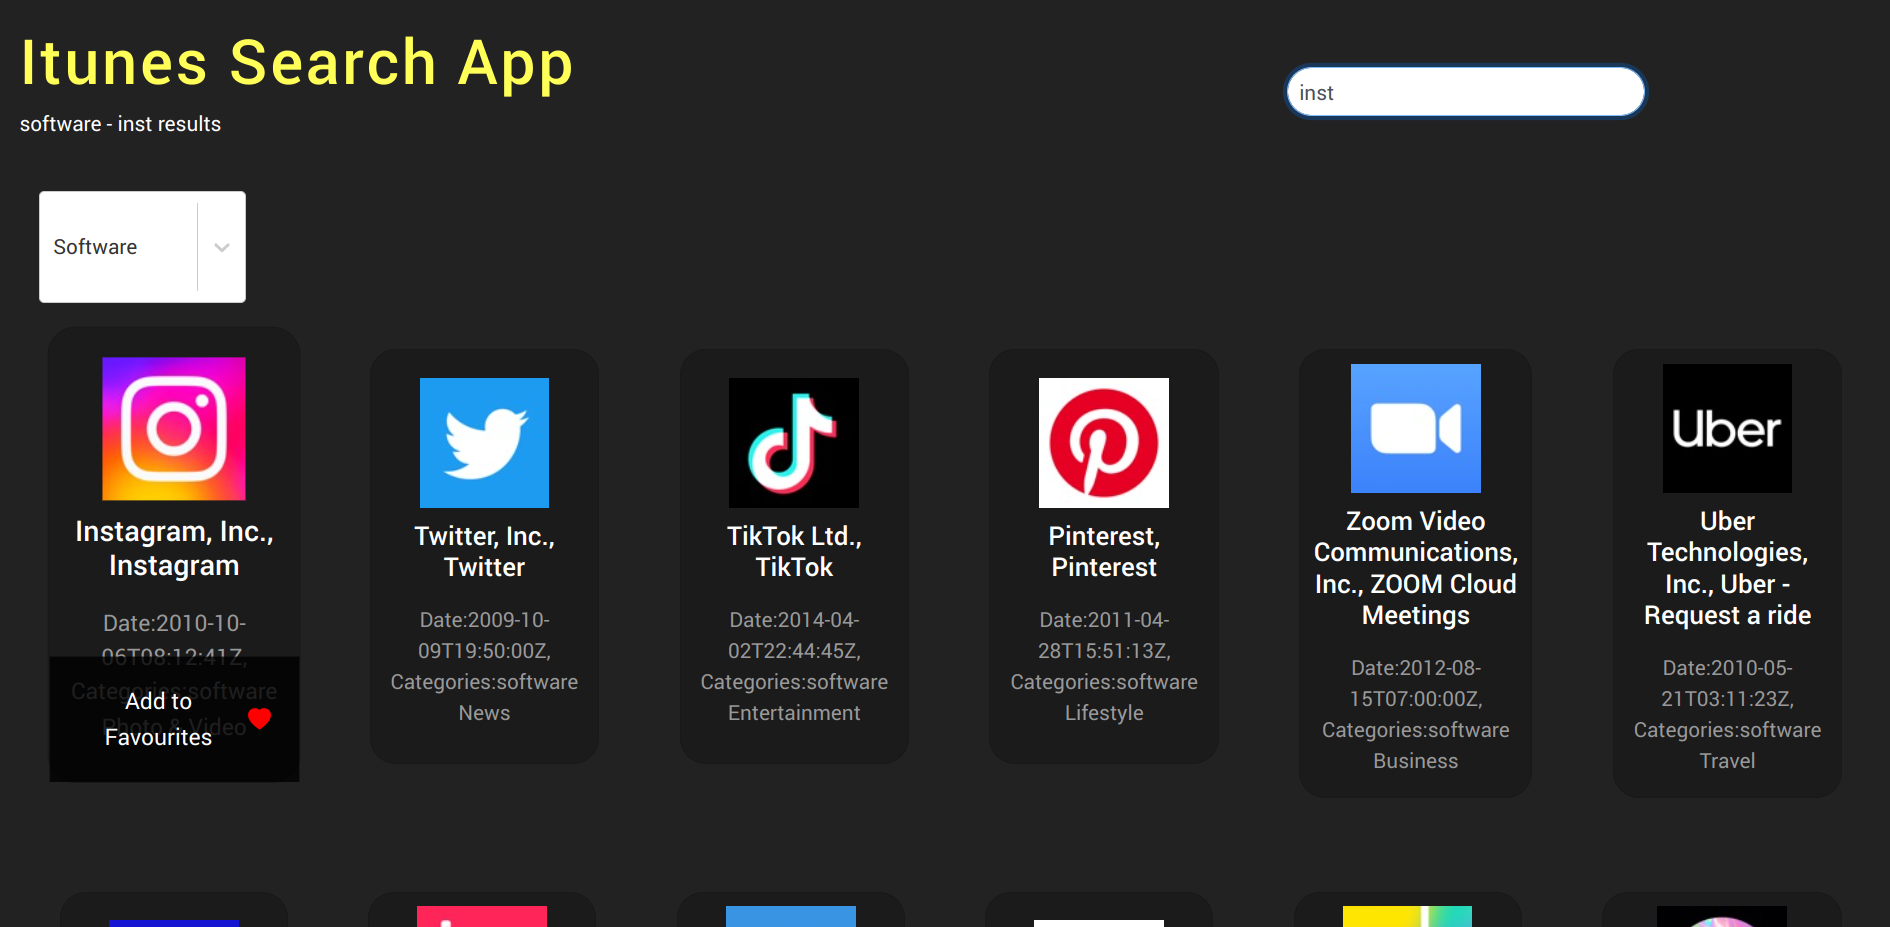 Itunes Search App
software - inst results
inst
Software
Instagram, Inc.,
Instagram
Date:2010-10-
06T08:12:41Z,
Categories:software
Photo & Video
Add to
Favourites
Twitter, Inc.,
Twitter
Date:2009-10-
09T19:50:00Z,
Categories:software
News
TikTok Ltd.,
TikTok
Date:2014-04-
02T22:44:45Z,
Categories:software
Entertainment
Pinterest,
Pinterest
Date:2011-04-
28T15:51:13Z,
Categories:software
Lifestyle
Zoom Video
Communications,
Inc., ZOOM Cloud
Meetings
Date:2012-08-
15T07:00:00Z,
Categories:software
Business
Uber
Uber
Technologies,
Inc., Uber -
Request a ride
Date:2010-05-
21T03:11:23Z,
Categories:software
Travel